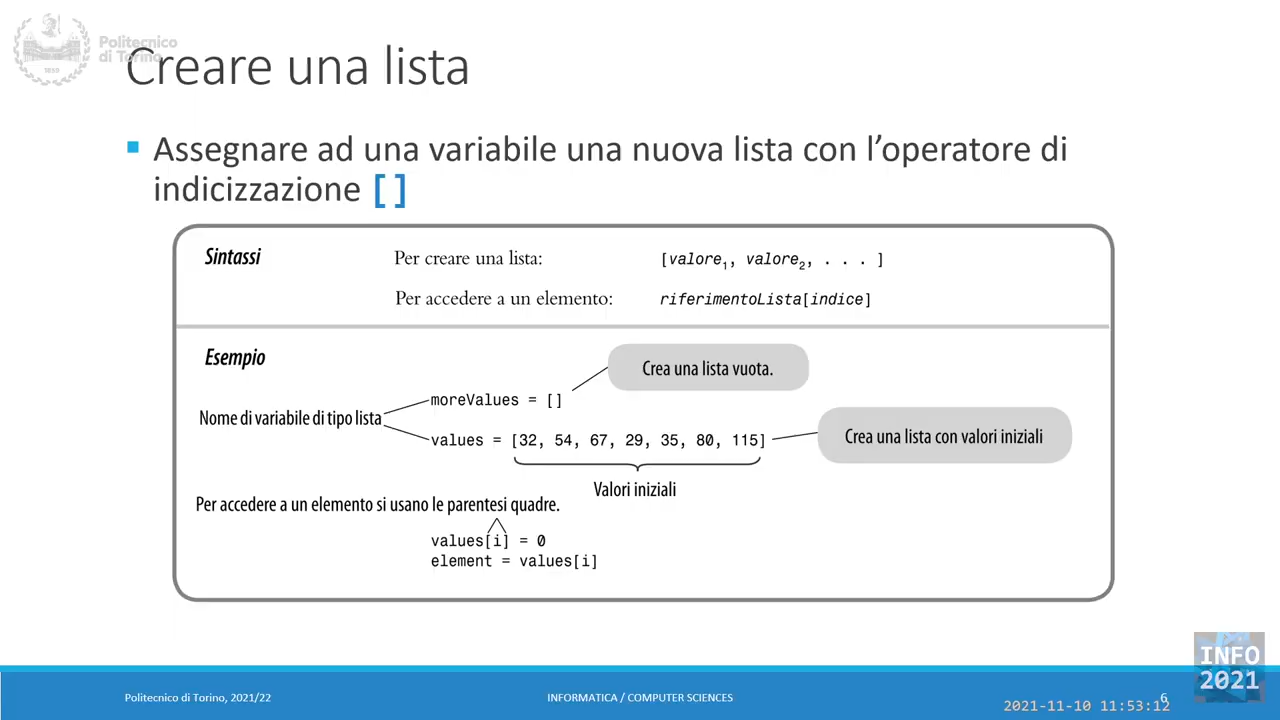 Politecnico
di Torino
1859
Creare una lista
Assegnare ad una variabile una nuova lista con l'operatore di
indicizzazione []
Sintassi Per creare una lista: [valore1, valore2, . . . ]
Per accedere a un elemento: riferimentoLista[indice]
Esempio
Crea una lista vuota.
moreValues = []
Nome di variabile di tipo lista
values = [32, 54, 67, 29, 35, 80, 115]
Crea una lista con valori iniziali
Valori iniziali
Per accedere a un elemento si usano le parentesi quadre.
values[i] = 0
element = values[i]
Politecnico di Torino, 2021/22
INFORMATICA / COMPUTER SCIENCES
6
INFO
2021
2021-11-10 11:53:12